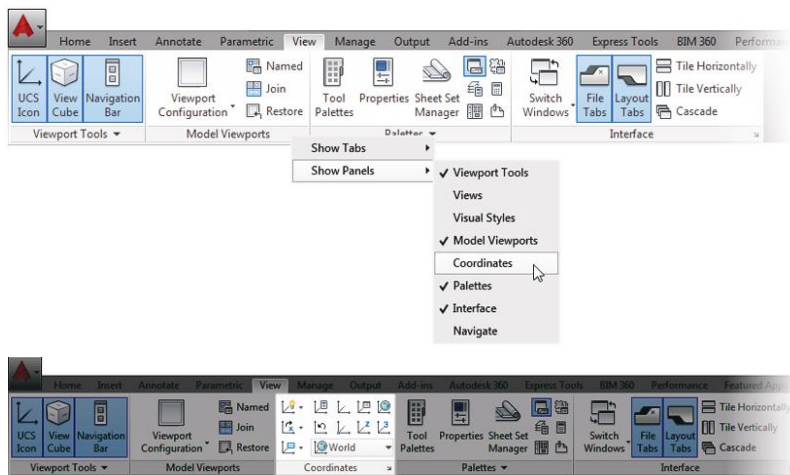 Home Insert Annotate Parametric View Manage Output Add-ins Autodesk 360 Express Tools BIM 360
Named
Join
Restore
UCS Icon
View Cube
Navigation Bar
Viewport Configuration
Tool Palettes
Properties
Sheet Set Manager
Switch Windows
File Tabs
Layout Tabs
Tile Horizontally
Tile Vertically
Cascade
Viewport Tools Model Viewports Palettes Interface
Show Tabs
Show Panels
Viewport Tools
Views
Visual Styles
Model Viewports
Coordinates
Palettes
Interface
Navigate
Home Insert Annotate Parametric View Manage Output Add-ins Autodesk 360 Express Tools BIM 360 Performance Featured
Named
Join
Restore
UCS Icon
View Cube
Navigation Bar
Viewport Configuration
World
Tool Palettes
Properties
Sheet Set Manager
Switch Windows
File Tabs
Layout Tabs
Tile Horizontally
Tile Vertically
Cascade
Viewport Tools Model Viewports Coordinates Palettes Interface